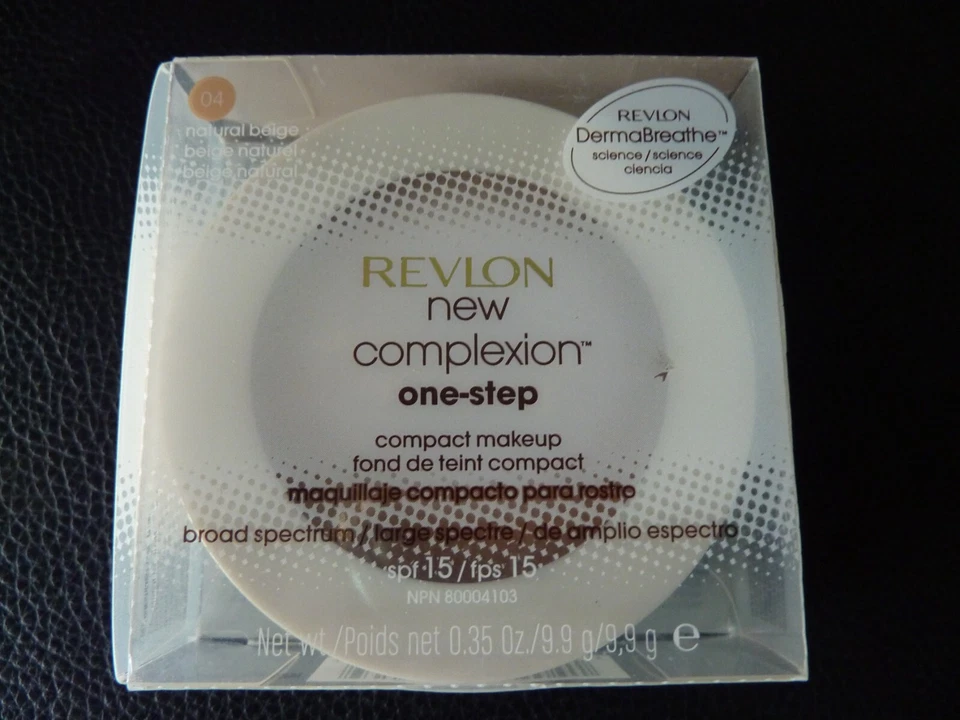 04
natural beige
beige naturel
beige natural
REVLON
DermaBreathe™
science / science
ciencia
REVLON
new
complexion™
one-step
compact makeup
fond de teint compact
maquillaje compacto para rostro
broad spectrum / large spectre / de amplio espectro
spf 15 / fps 15
NPN 80004103
Net wt./Poids net 0.35 Oz./9.9 g/9,9 g e